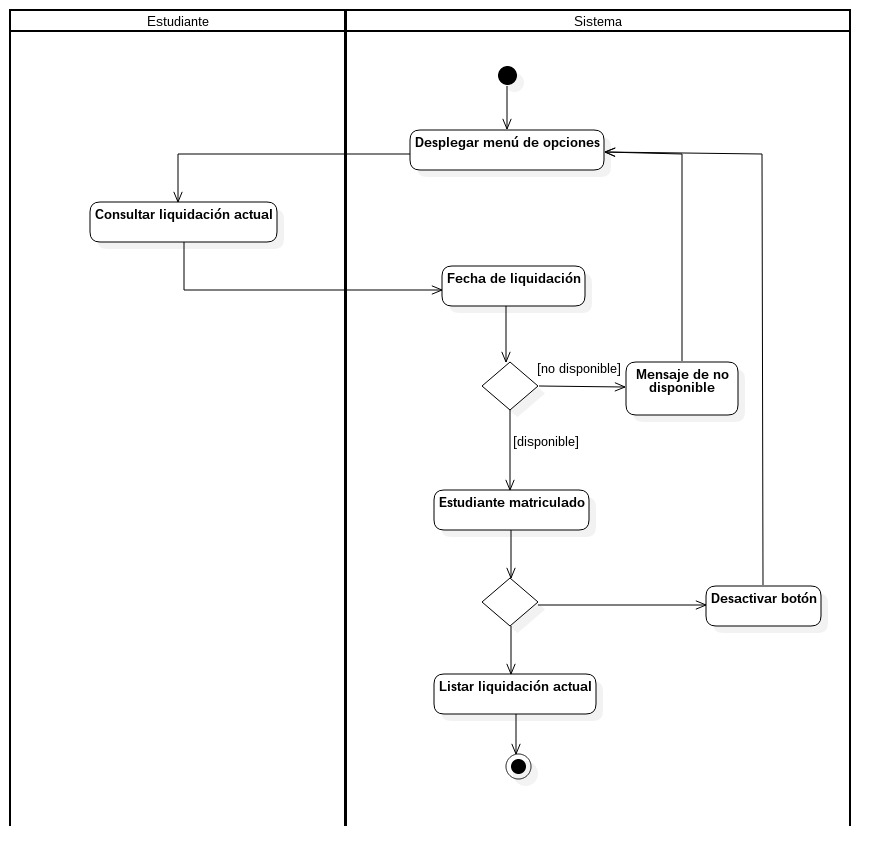 Estudiante
Sistema
Desplegar menú de opciones
Consultar liquidación actual
Fecha de liquidación
[no disponible]
Mensaje de no
disponible
[disponible]
Estudiante matriculado
Desactivar botón
Listar liquidación actual